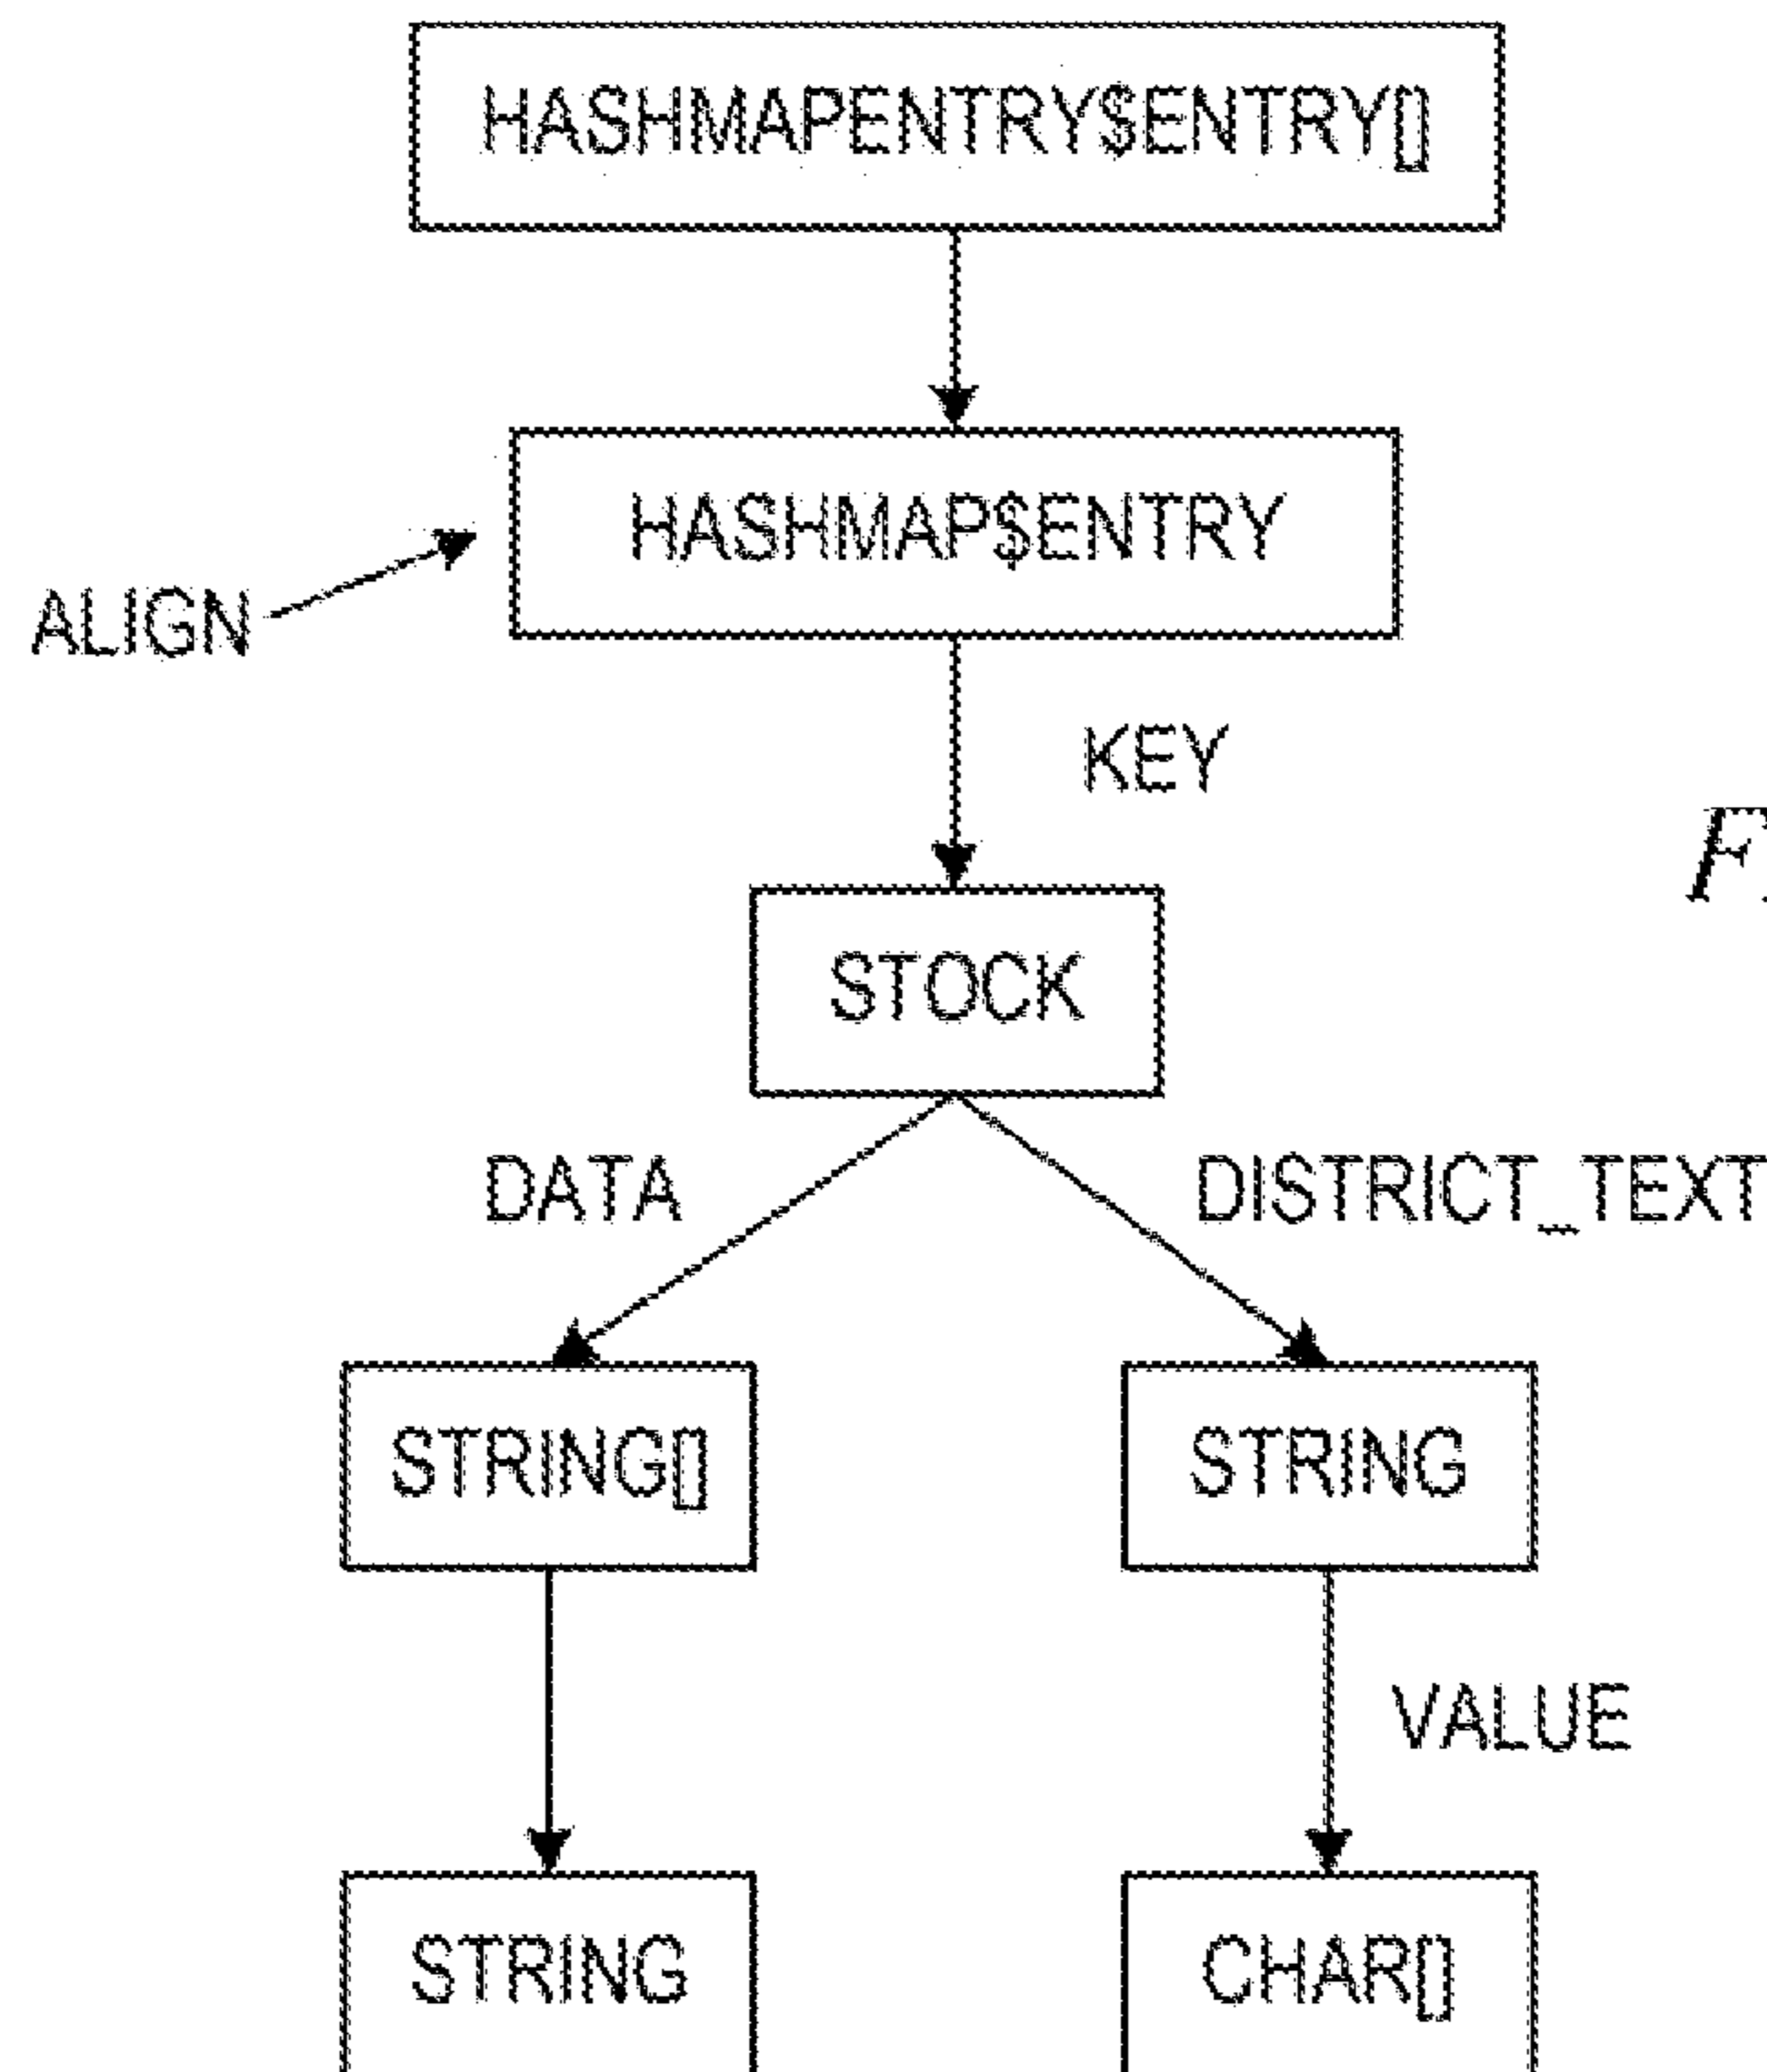 HASHMAPENTRY$ENTRY[]
HASHMAP$ENTRY
ALIGN
KEY
STOCK
DATA
DISTRICT_TEXT
STRING[]
STRING
VALUE
STRING
CHAR[]